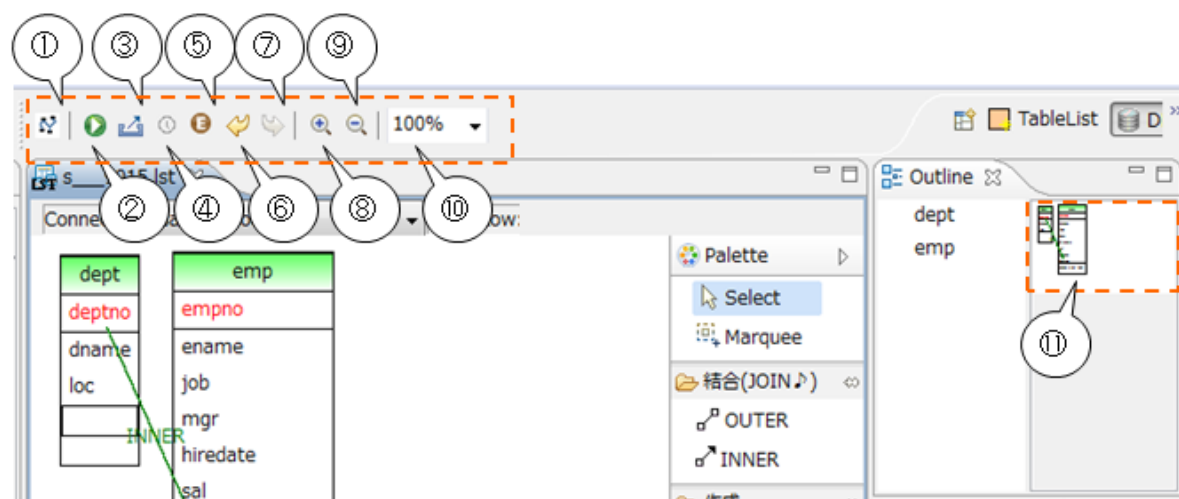 ① ③ ⑤ ⑦ ⑨
100%
TableList D
s___015.lst
Outline
② ④ ⑥ ⑧ ⑩
Conne
ow:
dept
emp
dept
deptno
dname
loc
emp
empno
ename
job
mgr
hiredate
sal
INNER
Palette
Select
Marquee
結合(JOIN♪)
OUTER
INNER
⑪